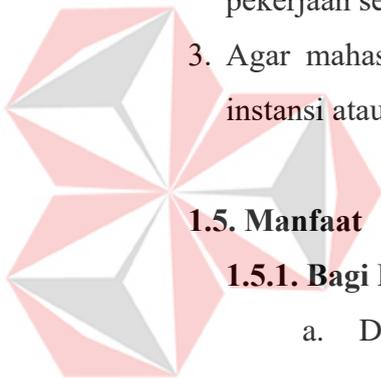 pekerjaan se
3. Agar mahas
instansi atau
1.5. Manfaat
1.5.1. Bagi
a. D